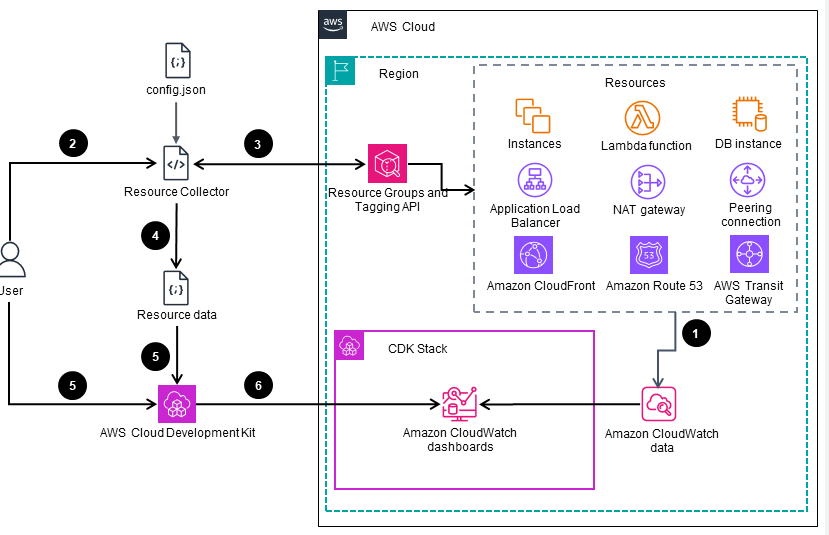 aws
AWS Cloud
Region
Resources
{;}
config.json
Instances
Lambda function
DB instance
2
3
</>
Resource Collector
Resource Groups and
Tagging API
Application Load
Balancer
NAT gateway
Peering
connection
4
53
User
{;}
Resource data
Amazon CloudFront
Amazon Route 53
AWS Transit
Gateway
1
CDK Stack
5
5
6
AWS Cloud Development Kit
Amazon CloudWatch
dashboards
Amazon CloudWatch
data